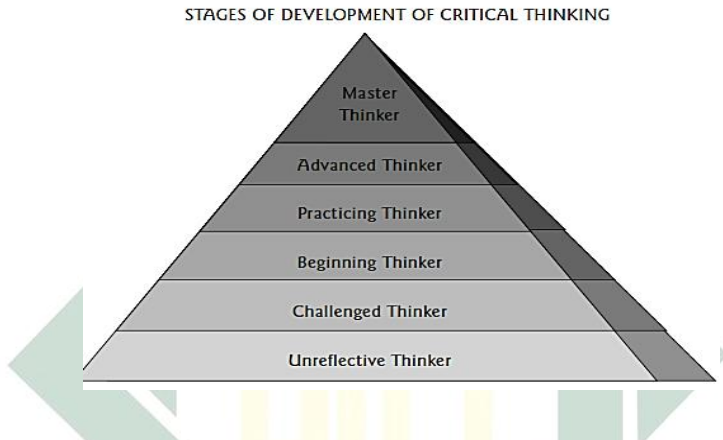 STAGES OF DEVELOPMENT OF CRITICAL THINKING
Master
Thinker
Advanced Thinker
Practicing Thinker
Beginning Thinker
Challenged Thinker
Unreflective Thinker